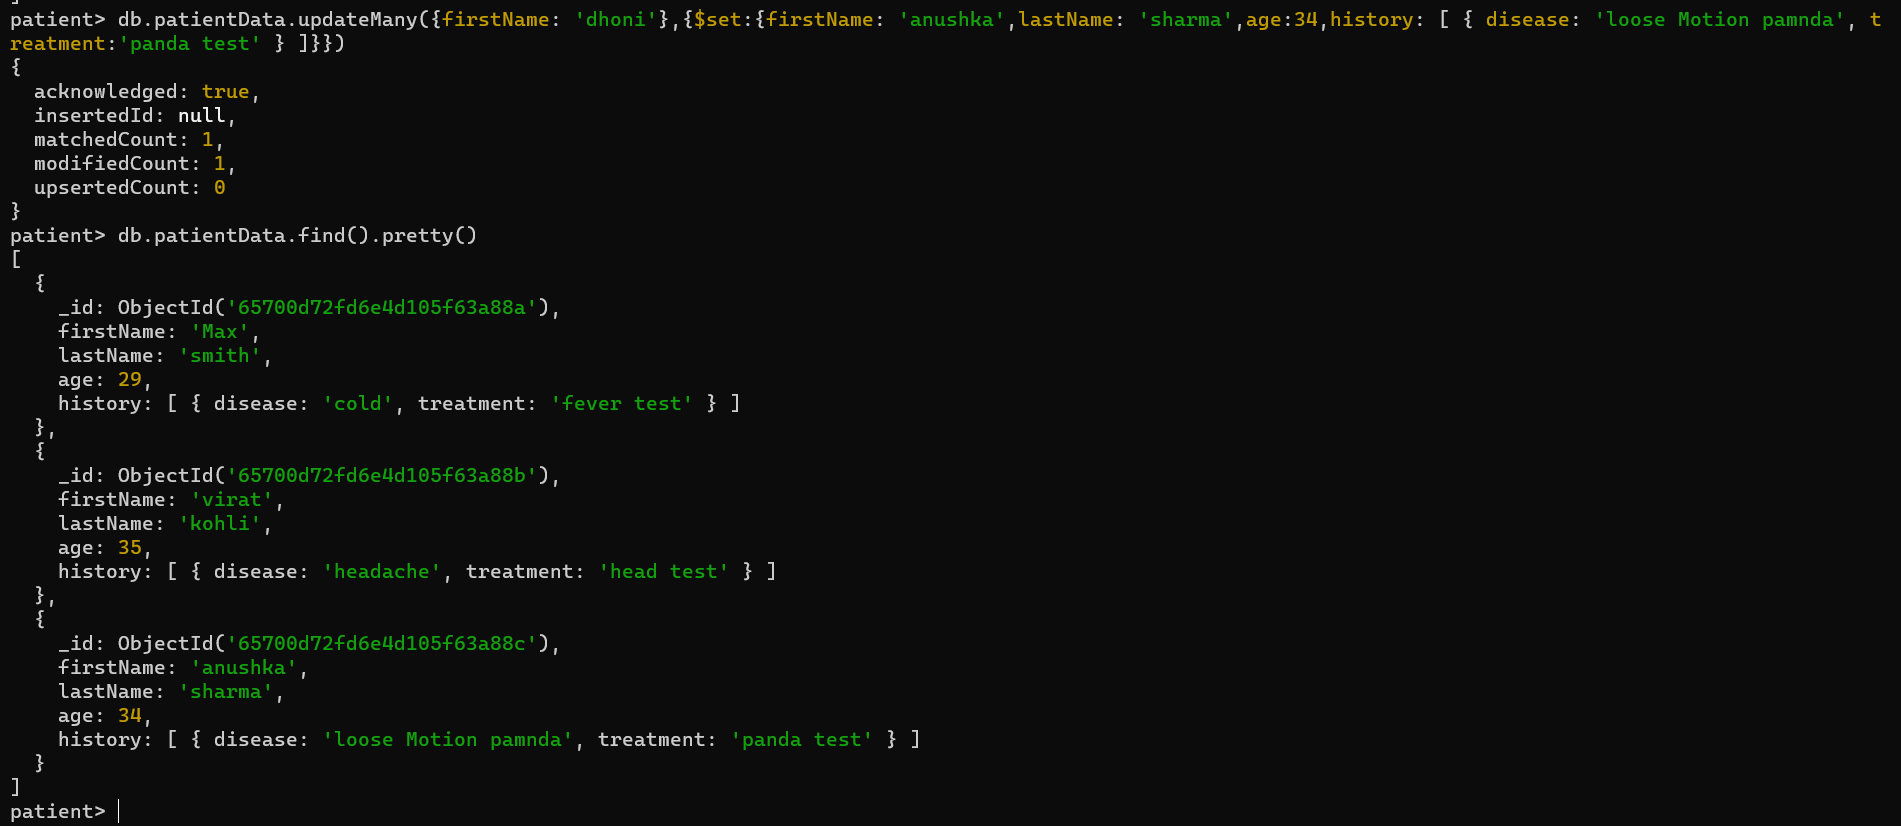 patient> db.patientData.updateMany({firstName: 'dhoni'},{$set:{firstName: 'anushka',lastName: 'sharma',age:34,history: [ { disease: 'loose Motion pamnda', t
reatment:'panda test' } ]}})
{
  acknowledged: true,
  insertedId: null,
  matchedCount: 1,
  modifiedCount: 1,
  upsertedCount: 0
}
patient> db.patientData.find().pretty()
[
  {
    _id: ObjectId('65700d72fd6e4d105f63a88a'),
    firstName: 'Max',
    lastName: 'smith',
    age: 29,
    history: [ { disease: 'cold', treatment: 'fever test' } ]
  },
  {
    _id: ObjectId('65700d72fd6e4d105f63a88b'),
    firstName: 'virat',
    lastName: 'kohli',
    age: 35,
    history: [ { disease: 'headache', treatment: 'head test' } ]
  },
  {
    _id: ObjectId('65700d72fd6e4d105f63a88c'),
    firstName: 'anushka',
    lastName: 'sharma',
    age: 34,
    history: [ { disease: 'loose Motion pamnda', treatment: 'panda test' } ]
  }
]
patient>